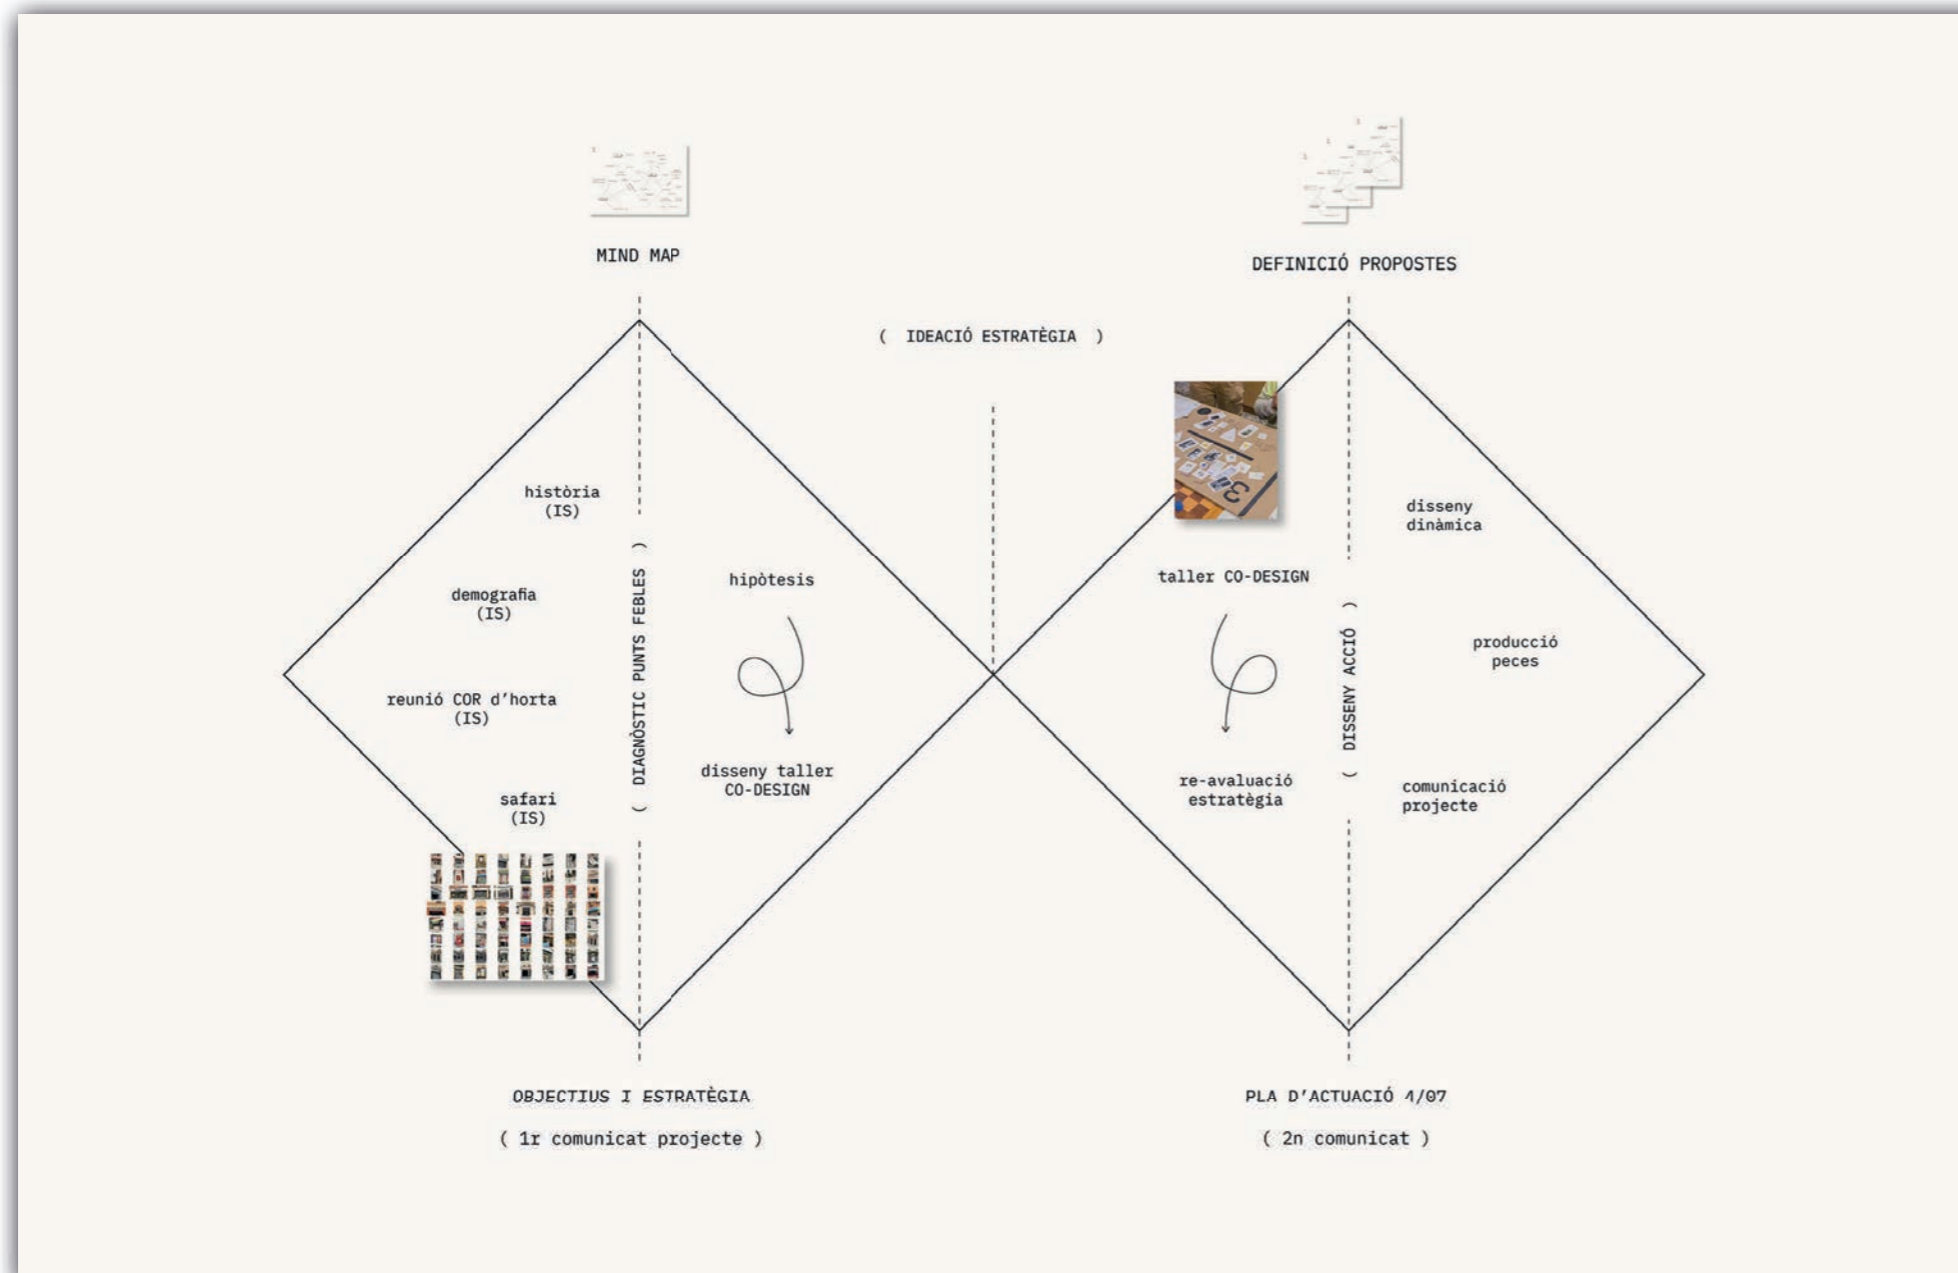 MIND MAP
DEFINICIÓ PROPOSTES
( IDEACIÓ ESTRATÈGIA )
història
(IS)
demografia
(IS)
reunió COR d’horta
(IS)
safari
(IS)
( DIAGNÒSTIC PUNTS FEBLES )
hipòtesis
disseny taller
CO-DESIGN
3
taller CO-DESIGN
re-avaluació
estratègia
( DISSENY ACCIÓ )
disseny
dinàmica
producció
peces
comunicació
projecte
OBJECTIUS I ESTRATÈGIA
( 1r comunicat projecte )
PLA D’ACTUACIÓ 4/07
( 2n comunicat )